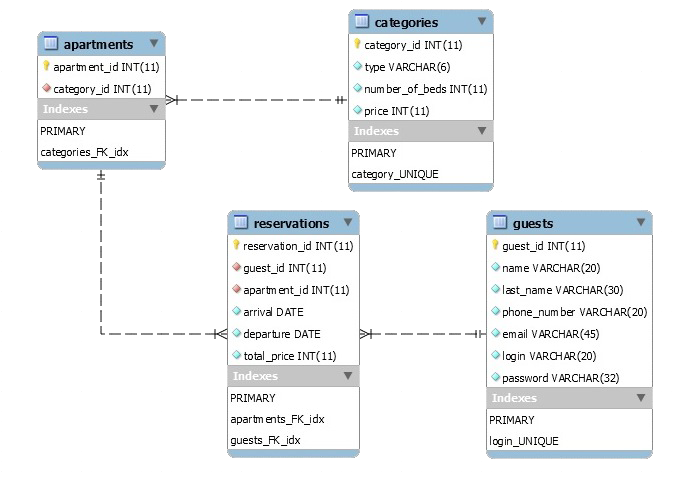 apartments
apartment_id INT(11)
category_id INT(11)
Indexes
PRIMARY
categories_FK_idx
categories
category_id INT(11)
type VARCHAR(6)
number_of_beds INT(11)
price INT(11)
Indexes
PRIMARY
category_UNIQUE
reservations
reservation_id INT(11)
guest_id INT(11)
apartment_id INT(11)
arrival DATE
departure DATE
total_price INT(11)
Indexes
PRIMARY
apartments_FK_idx
guests_FK_idx
guests
guest_id INT(11)
name VARCHAR(20)
last_name VARCHAR(30)
phone_number VARCHAR(20)
email VARCHAR(45)
login VARCHAR(20)
password VARCHAR(32)
Indexes
PRIMARY
login_UNIQUE